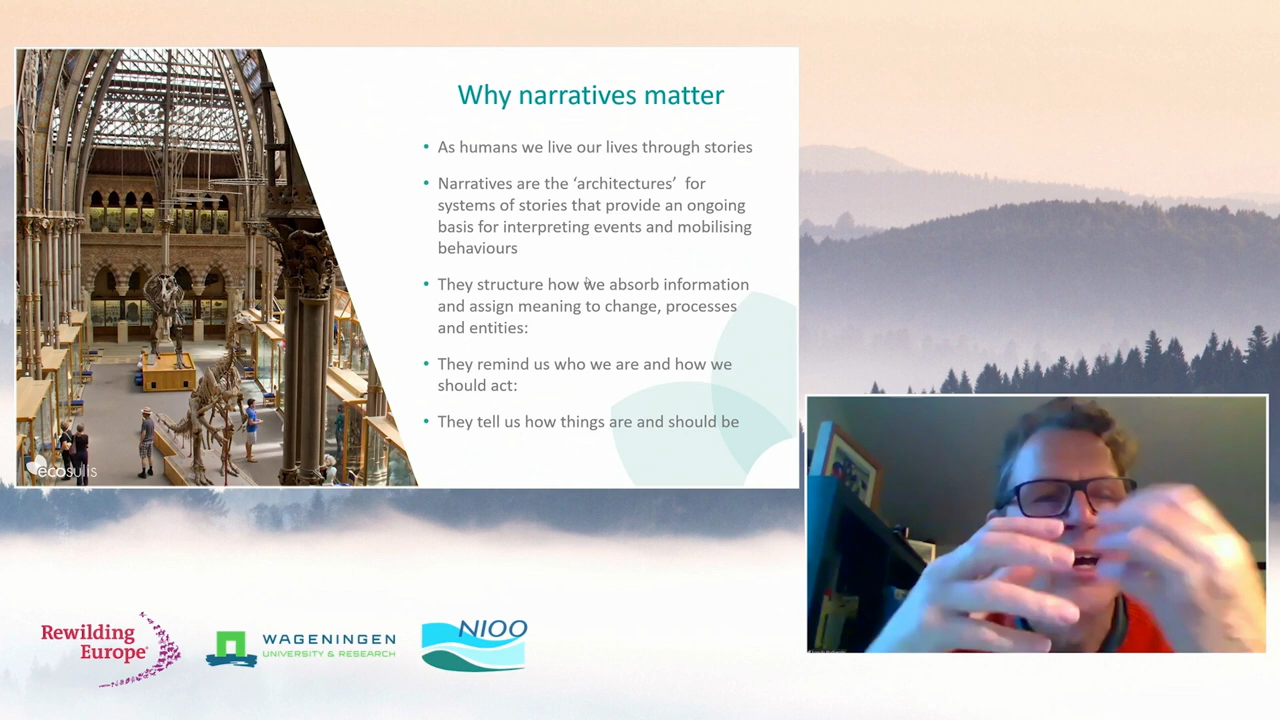 Why narratives matter
• As humans we live our lives through stories
• Narratives are the ‘architectures’ for
systems of stories that provide an ongoing
basis for interpreting events and mobilising
behaviours
• They structure how we absorb information
and assign meaning to change, processes
and entities:
• They remind us who we are and how we
should act:
• They tell us how things are and should be
ecosulis
Rewilding
Europe
WAGENINGEN
UNIVERSITY & RESEARCH
NIOO